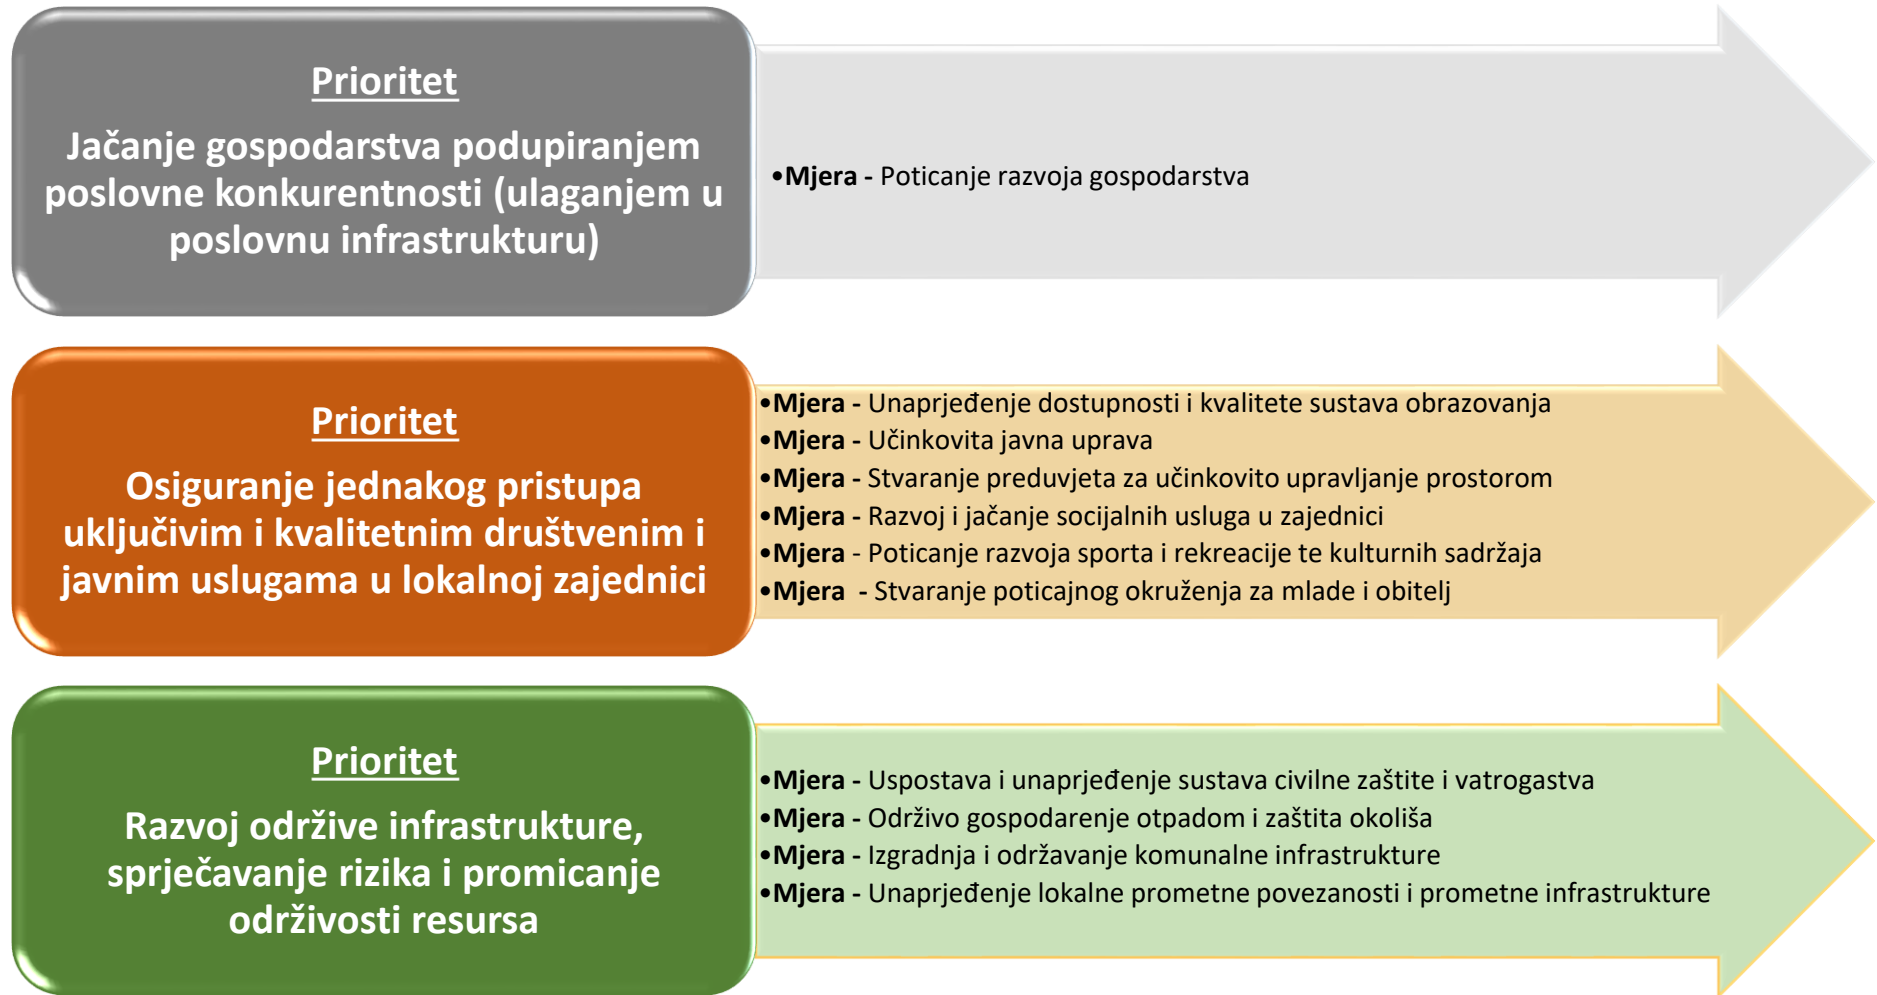 Prioritet
Jačanje gospodarstva podupiranjem
poslovne konkurentnosti (ulaganjem u
poslovnu infrastrukturu)
•Mjera - Poticanje razvoja gospodarstva
Prioritet
Osiguranje jednakog pristupa
uključivim i kvalitetnim društvenim i
javnim uslugama u lokalnoj zajednici
•Mjera - Unaprjeđenje dostupnosti i kvalitete sustava obrazovanja
•Mjera - Učinkovita javna uprava
•Mjera - Stvaranje preduvjeta za učinkovito upravljanje prostorom
•Mjera - Razvoj i jačanje socijalnih usluga u zajednici
•Mjera - Poticanje razvoja sporta i rekreacije te kulturnih sadržaja
•Mjera - Stvaranje poticajnog okruženja za mlade i obitelj
Prioritet
Razvoj održive infrastrukture,
sprječavanje rizika i promicanje
održivosti resursa
•Mjera - Uspostava i unaprjeđenje sustava civilne zaštite i vatrogastva
•Mjera - Održivo gospodarenje otpadom i zaštita okoliša
•Mjera - Izgradnja i održavanje komunalne infrastrukture
•Mjera - Unaprjeđenje lokalne prometne povezanosti i prometne infrastrukture